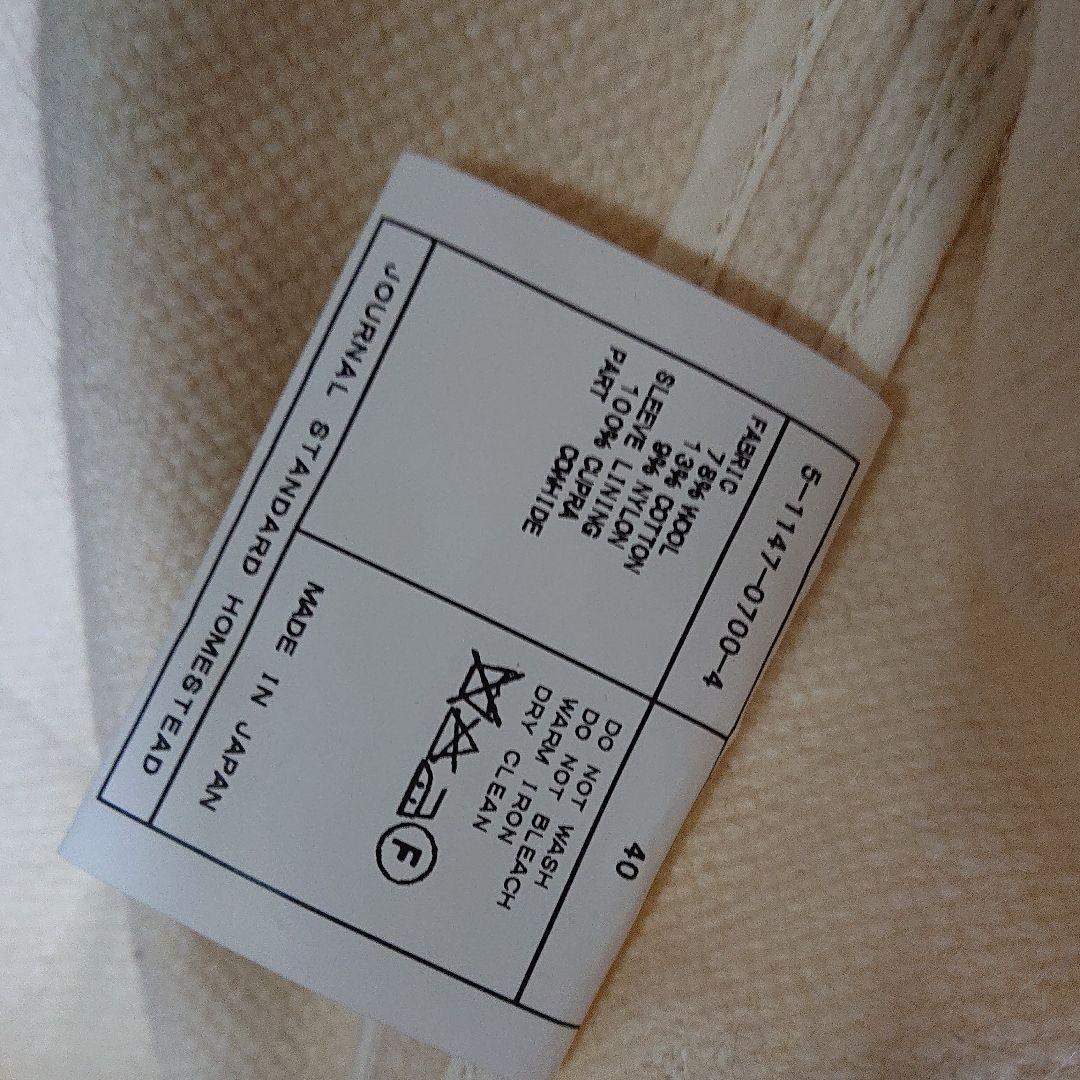 5-1147-0700-4
40
FABRIC
78% WOOL
13% COTTON
9% NYLON
SLEEVE LINING
100% CUPRA
PART
COWHIDE
DO NOT WASH
DO NOT BLEACH
WARM IRON
DRY CLEAN
F
MADE IN JAPAN
JOURNAL STANDARD HOMESTEAD